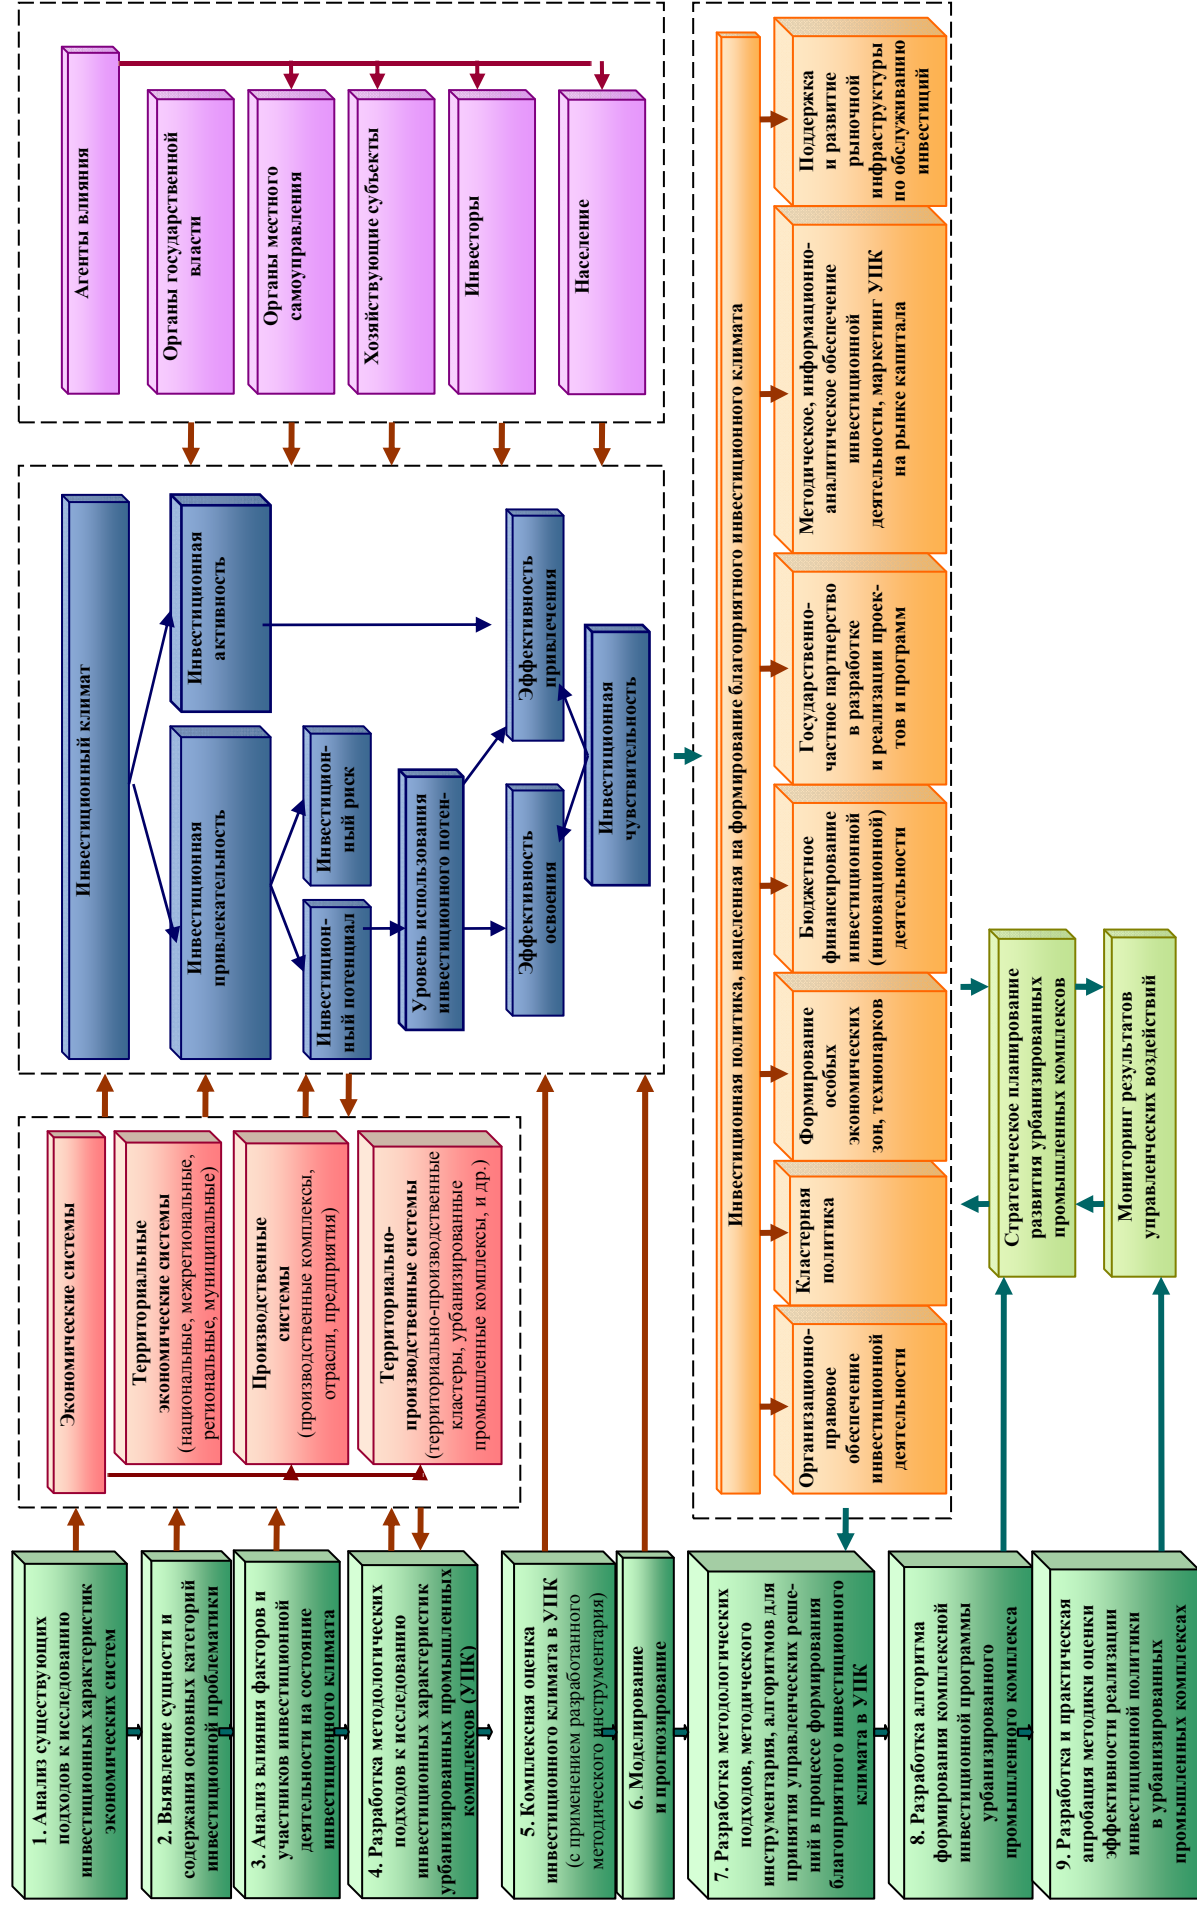 1. Анализ существующих
подходов к исследованию
инвестиционных характеристик
экономических систем
2. Выявление сущности и
содержания основных категорий
инвестиционной проблематики
3. Анализ влияния факторов и
участников инвестиционной
деятельности на состояние
инвестиционного климата
4. Разработка методологических
подходов к исследованию
инвестиционных характеристик
урбанизированных промышленных
комплеков (УПК)
5. Комплексная оценка
инвестиционного климата в УПК
(с применением разработанного
методического инструментария)
6. Моделирование
и прогнозирование
7. Разработка методологических
подходов, методического
инструментария, алгоритмов для
принятия управленческих реше-
ний в процессе формирования
благоприятного инвестиционного
климата в УПК
8. Разработка алгоритма
формирования комплексной
инвестиционной программы
урбанизированного
промышленного комплекса
9. Разработка и практическая
апробация методики оценки
эффективности реализации
инвестиционной политики
в урбанизированных
промышленных комплексах
Экономические системы
Территориальные
экономические системы
(национальные, межрегиональные,
региональные, муниципальные)
Производственные
системы
(производственные комплексы,
отрасли, предприятия)
Территориально-
производственные системы
(территориально-производственные
кластеры, урбанизированные
промышленные комплексы, и др.)
Инвестиционный климат
Инвестиционная
привлекательность
Инвестиционная
активность
Инвестицион-
ный потенциал
Инвестицион-
ный риск
Уровень использования
инвестиционного потен-
Эффективность
освоения
Эффективность
привлечения
Инвестиционная
чувствительность
Агенты влияния
Органы государственной
власти
Органы местного
самоуправления
Хозяйствующие субъекты
Инвесторы
Население
Инвестиционная политика, нацеленная на формирование благоприятного инвестиционного климата
Организационно-
правовое
обеспечение
инвестиционной
деятельности
Кластерная
политика
Формирование
особых
экономических
зон, технопарков
Бюджетное
финансирование
инвестиционной
(инновационной)
деятельности
Государственно-
частное партнерство
в разработке
и реализации проек-
тов и программ
Методическое, информационно-
аналитическое обеспечение
инвестиционной
деятельности, маркетинг УПК
на рынке капитала
Поддержка
и развитие
рыночной
инфраструктуры
по обслуживанию
инвестиций
Стратегическое планирование
развития урбанизированных
промышленных комплексов
Мониторинг результатов
управленческих воздействий